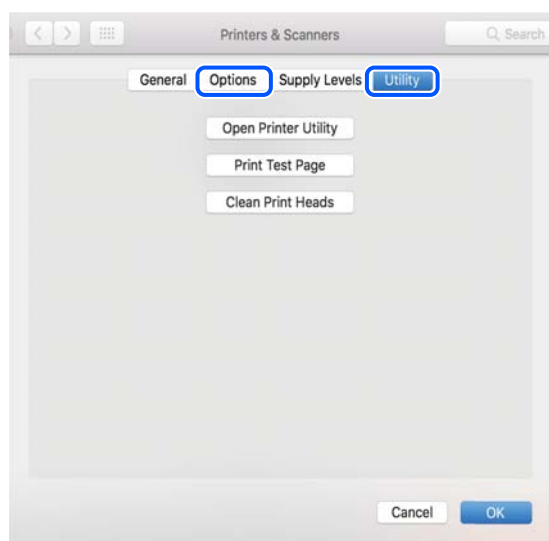 Printers & Scanners Search
General Options Supply Levels Utility
Open Printer Utility
Print Test Page
Clean Print Heads
Cancel OK